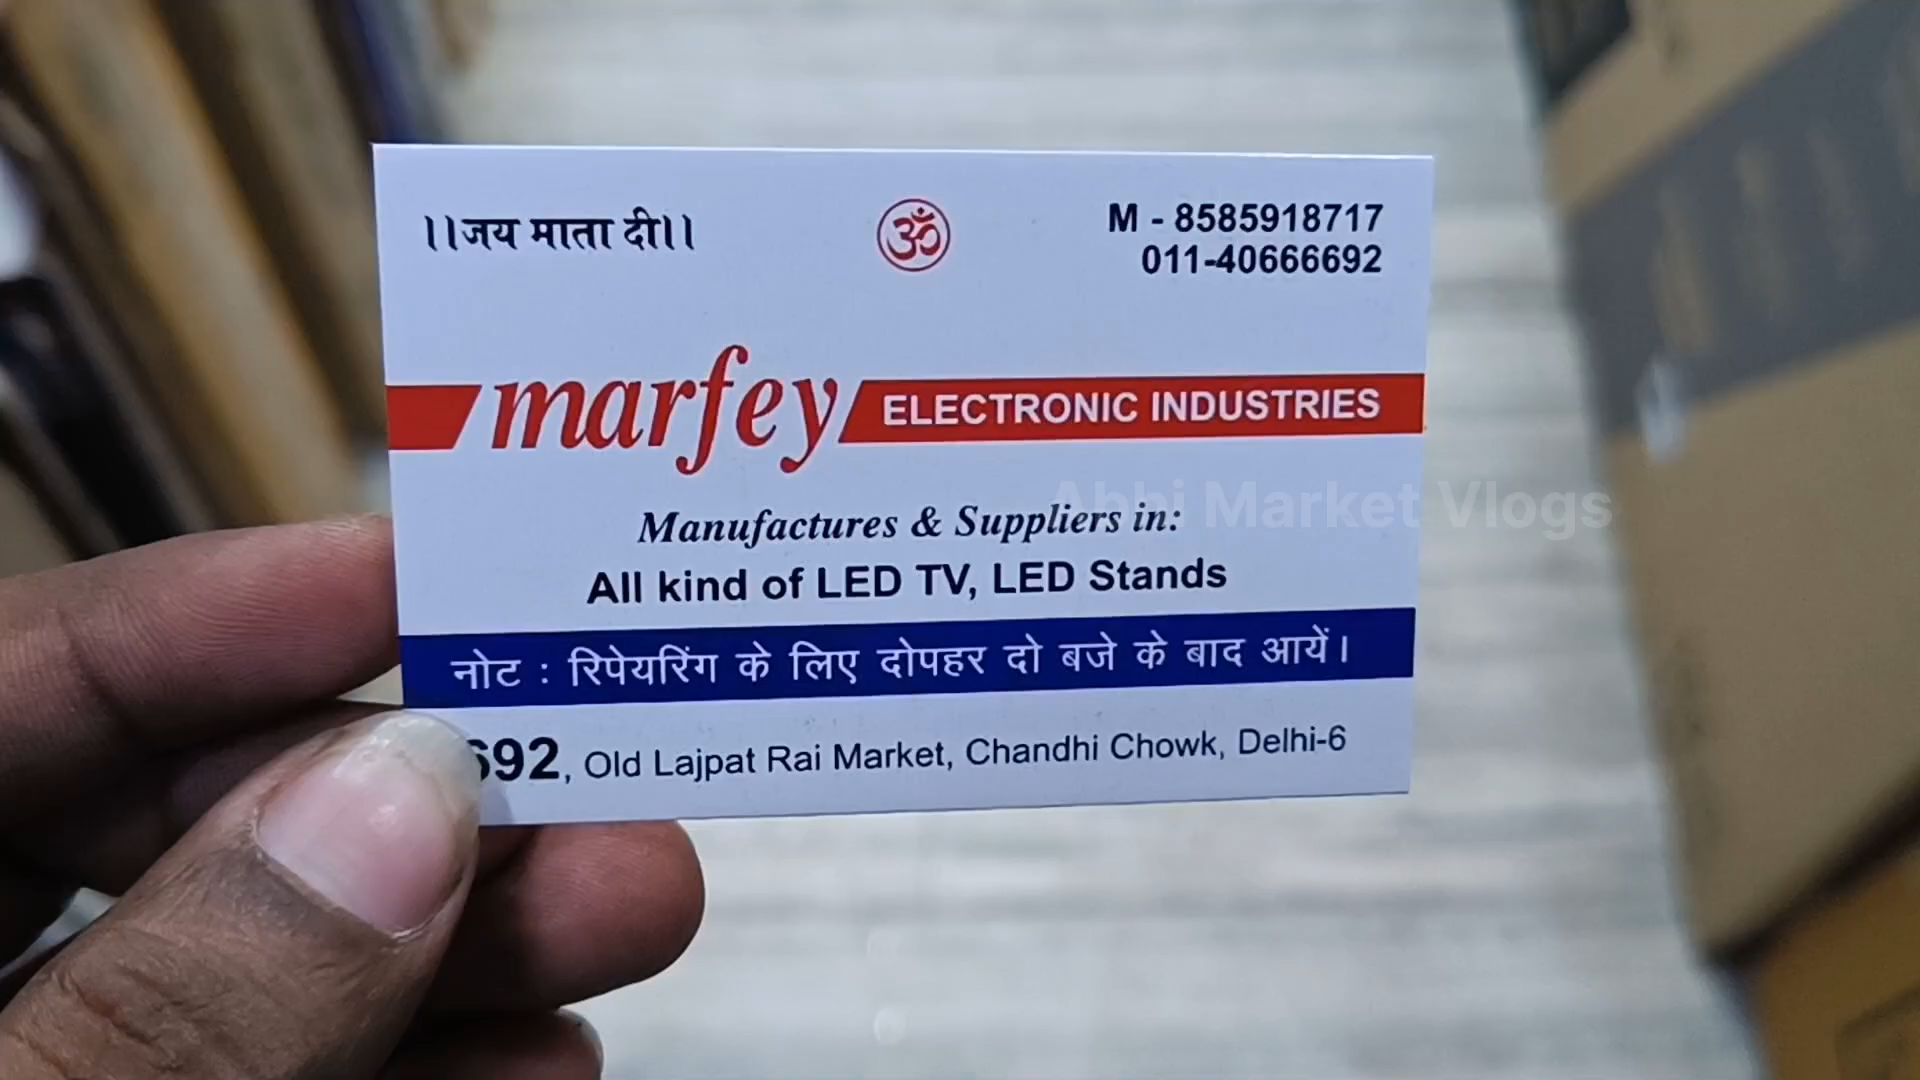 ।।जय माता दी।।
ॐ
M - 8585918717
011-40666692
marfey ELECTRONIC INDUSTRIES
Abhi Market Vlogs
Manufactures & Suppliers in:
All kind of LED TV, LED Stands
नोट : रिपेयरिंग के लिए दोपहर दो बजे के बाद आयें।
692, Old Lajpat Rai Market, Chandhi Chowk, Delhi-6